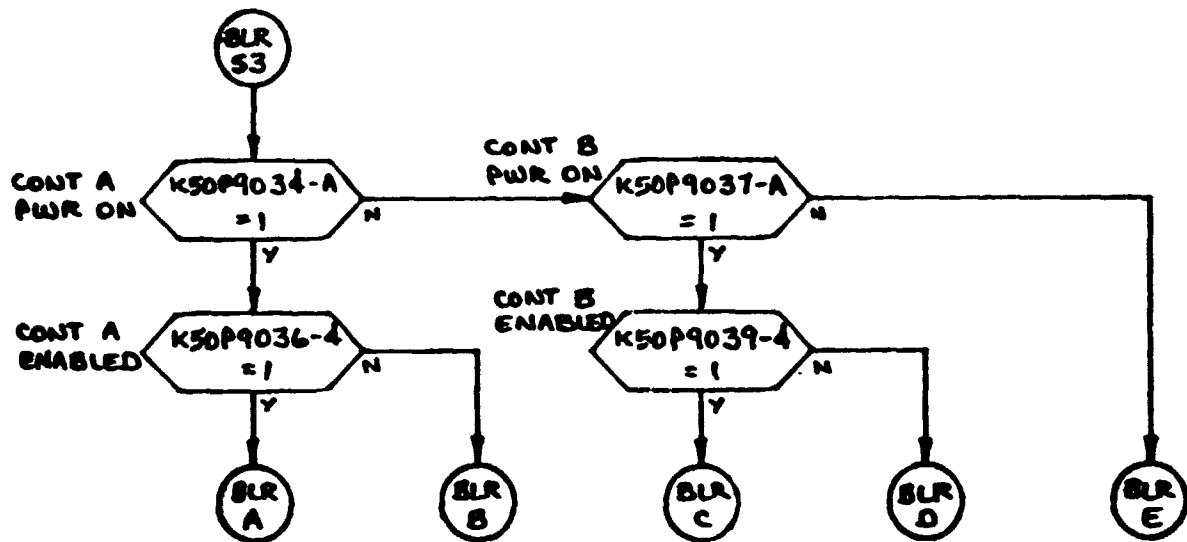 BLR
53
CONT A
PWR ON
K50P9034-A
= 1
N
Y
CONT B
PWR ON
K50P9037-A
= 1
N
Y
CONT A
ENABLED
K50P9036-4
= 1
N
Y
CONT B
ENABLED
K50P9039-4
= 1
N
Y
BLR
A
BLR
B
BLR
C
BLR
D
BLR
E